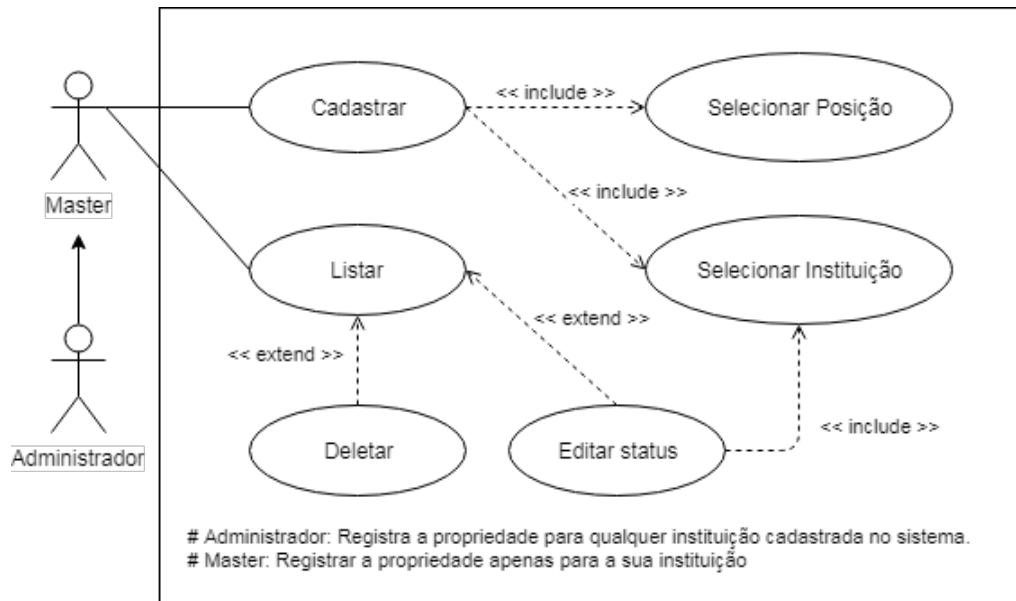 Cadastrar
<< include >>
Selecionar Posição
<< include >>
Master
Listar
Selecionar Instituição
<< extend >>
<< extend >>
Deletar
Editar status
<< include >>
Administrador
# Administrador: Registra a propriedade para qualquer instituição cadastrada no sistema.
# Master: Registrar a propriedade apenas para a sua instituição